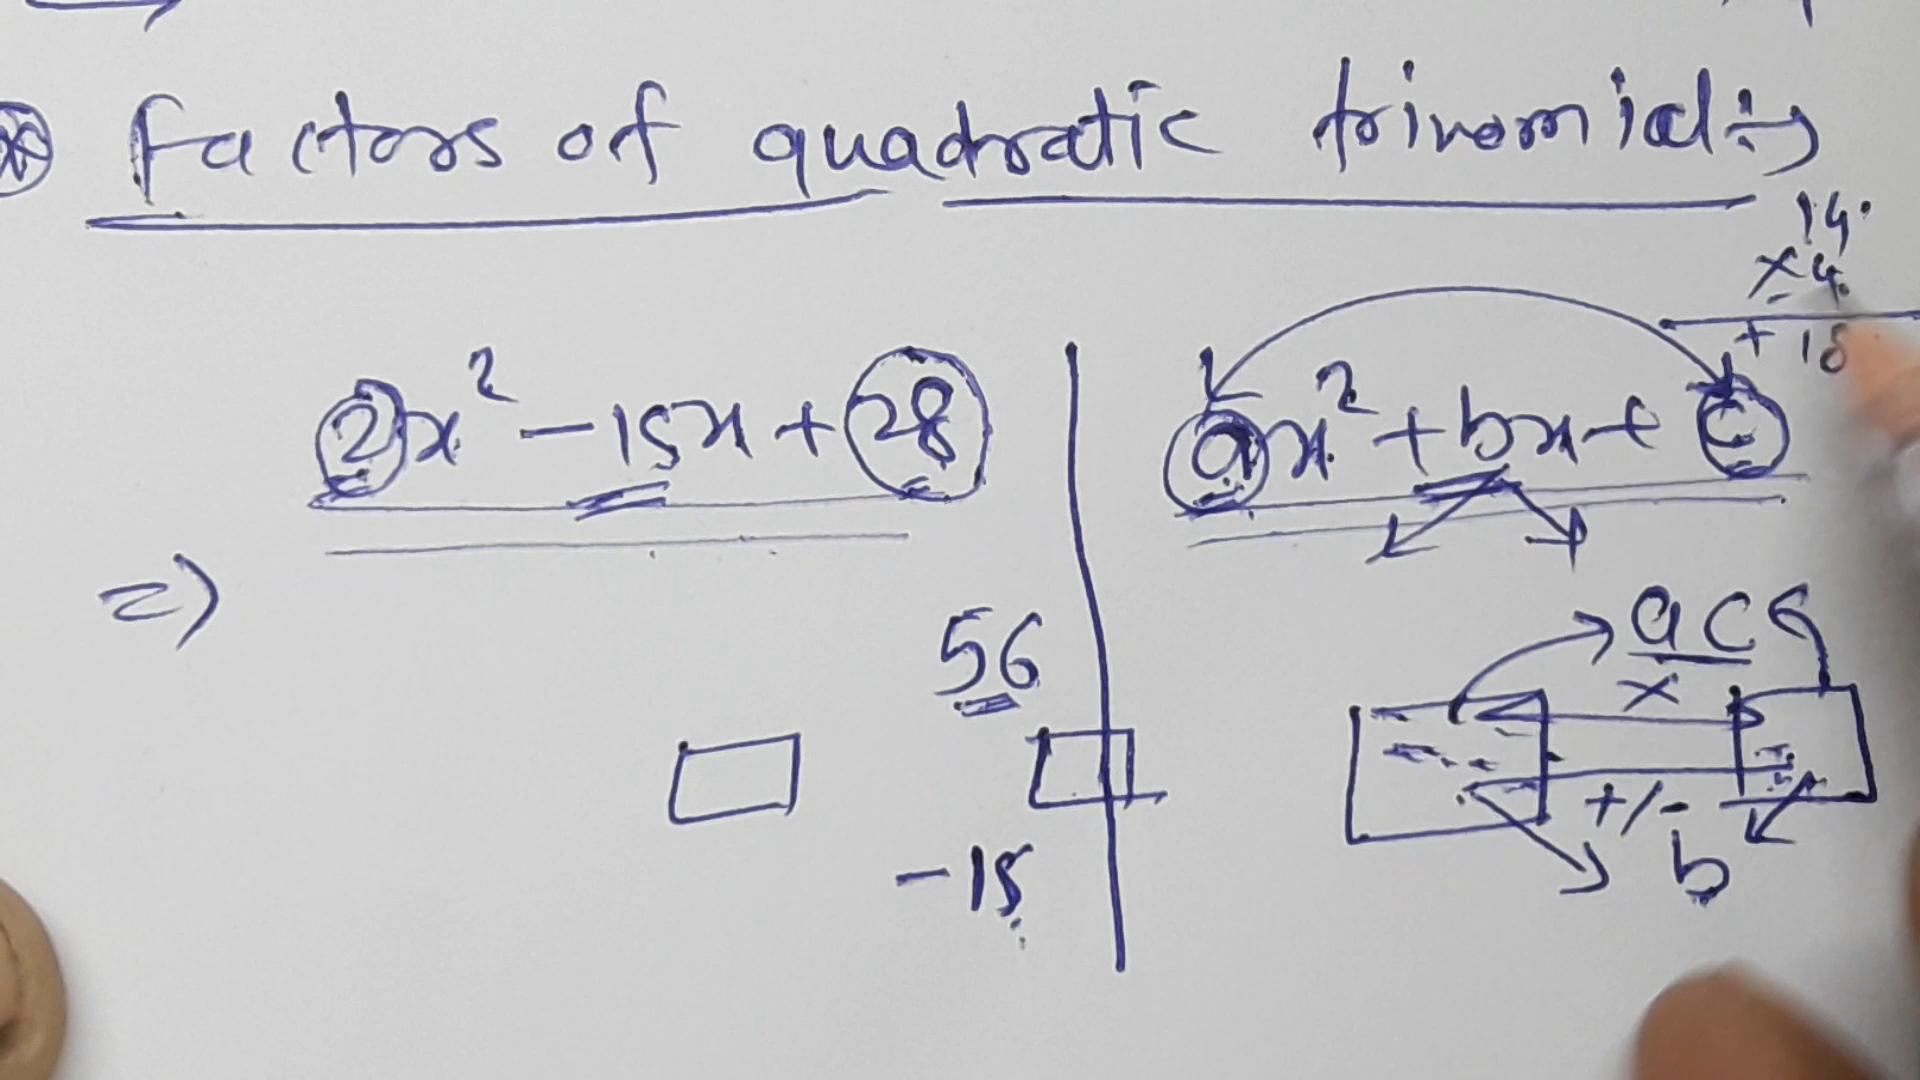 Factors of quadratic trinomial :→
14
× 4
+ 18
2x² - 15x + 28
ax² + bx + c
⇒
56
ac
×
+/-
-15
b